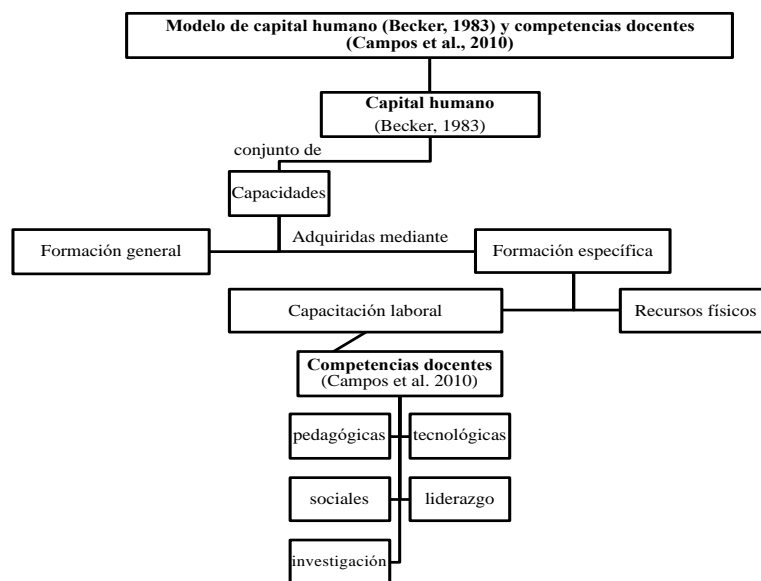 Modelo de capital humano (Becker, 1983) y competencias docentes
(Campos et al., 2010)
Capital humano
(Becker, 1983)
conjunto de
Capacidades
Formación general
Adquiridas mediante
Formación específica
Capacitación laboral
Recursos físicos
Competencias docentes
(Campos et al. 2010)
pedagógicas
tecnológicas
sociales
liderazgo
investigación